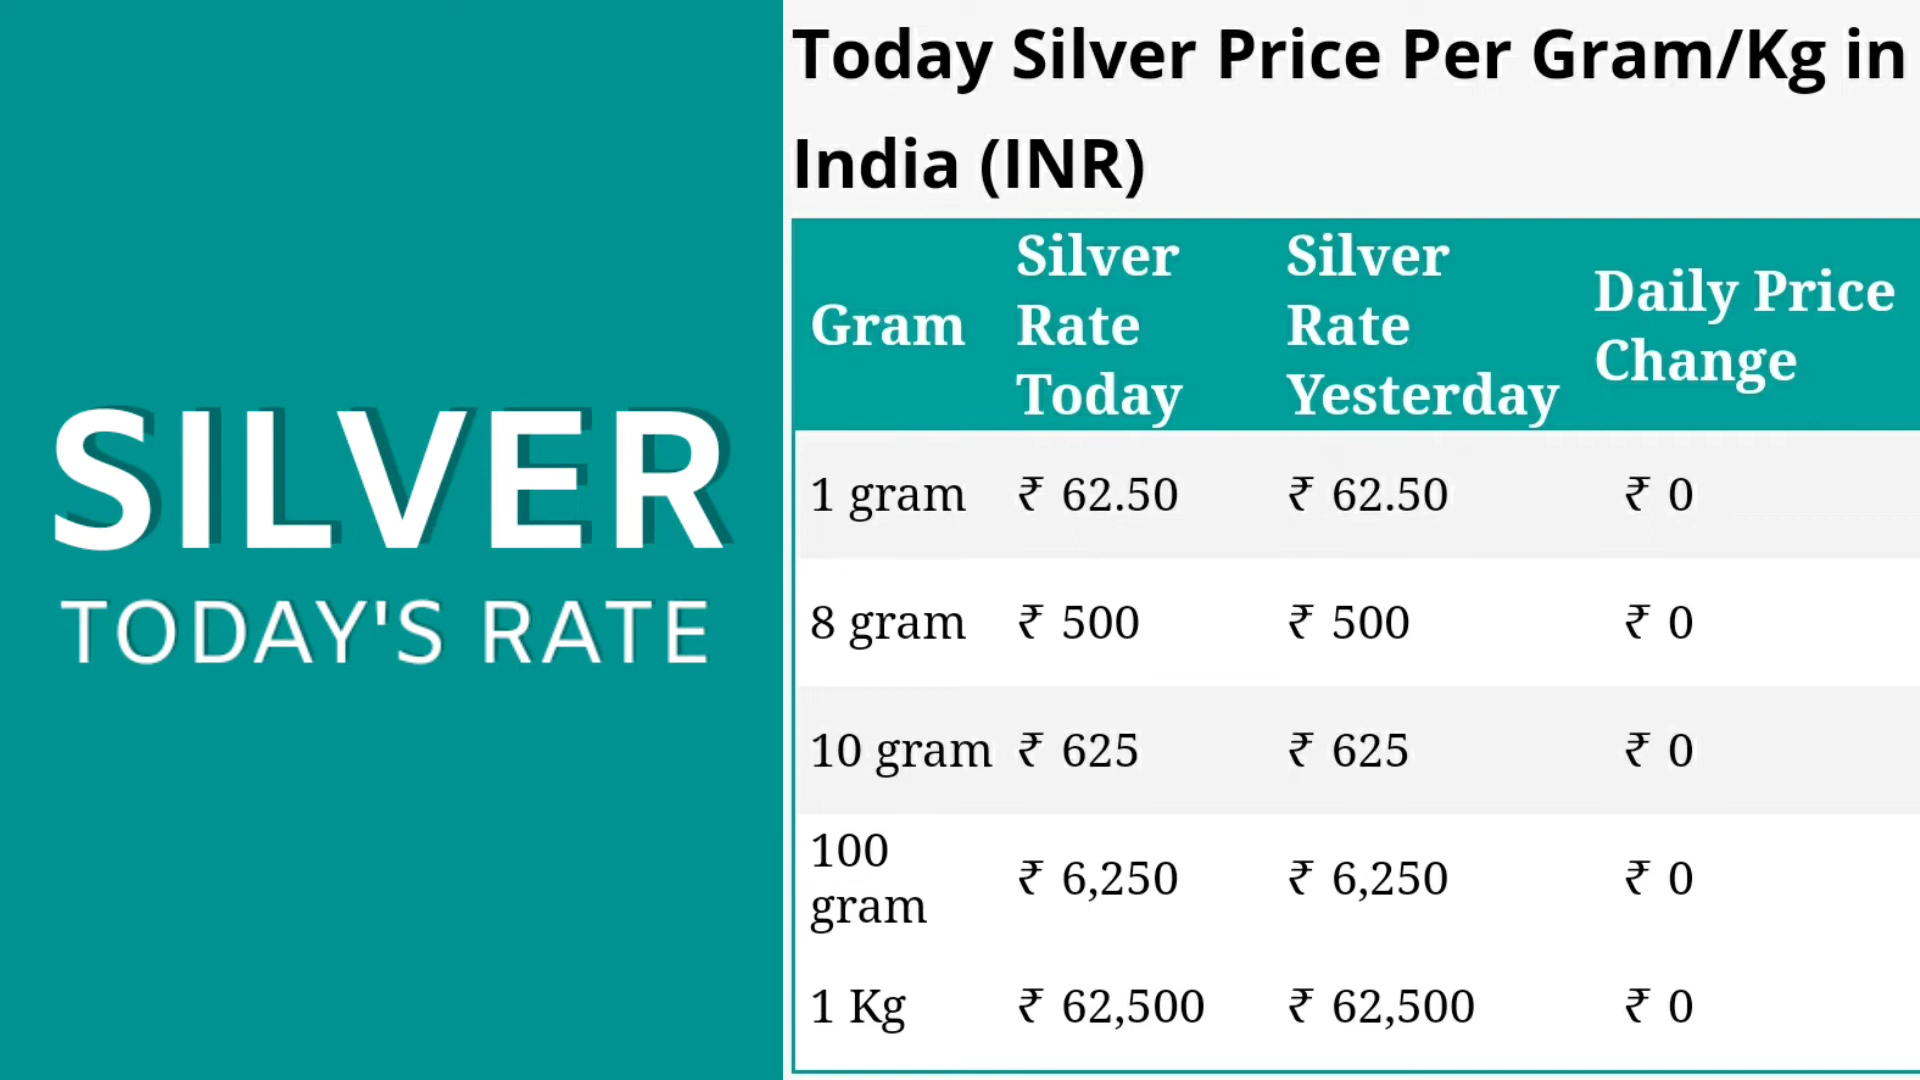 SILVER
TODAY'S RATE
Today Silver Price Per Gram/Kg in
India (INR)
Gram
Silver
Rate
Today
Silver
Rate
Yesterday
Daily Price
Change
1 gram ₹ 62.50 ₹ 62.50 ₹ 0
8 gram ₹ 500 ₹ 500 ₹ 0
10 gram ₹ 625 ₹ 625 ₹ 0
100
gram ₹ 6,250 ₹ 6,250 ₹ 0
1 Kg ₹ 62,500 ₹ 62,500 ₹ 0